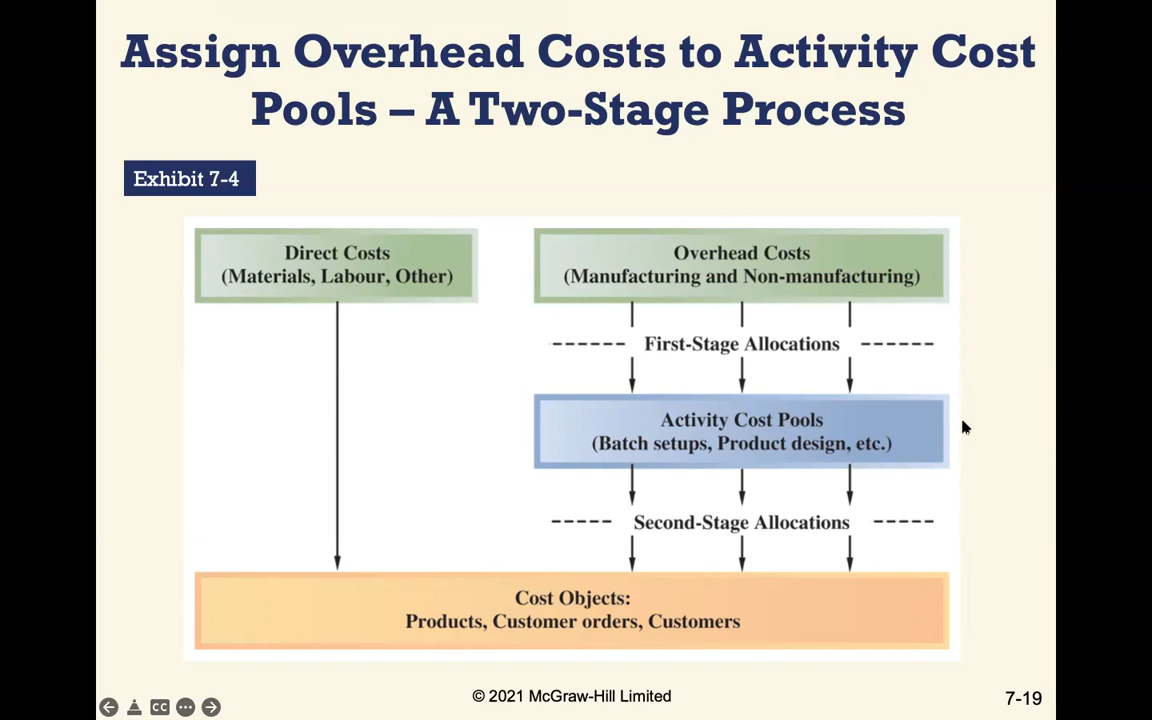 Assign Overhead Costs to Activity Cost
Pools – A Two-Stage Process
Exhibit 7-4
Direct Costs
(Materials, Labour, Other)
Overhead Costs
(Manufacturing and Non-manufacturing)
First-Stage Allocations
Activity Cost Pools
(Batch setups, Product design, etc.)
Second-Stage Allocations
Cost Objects:
Products, Customer orders, Customers
CC
© 2021 McGraw-Hill Limited
7-19